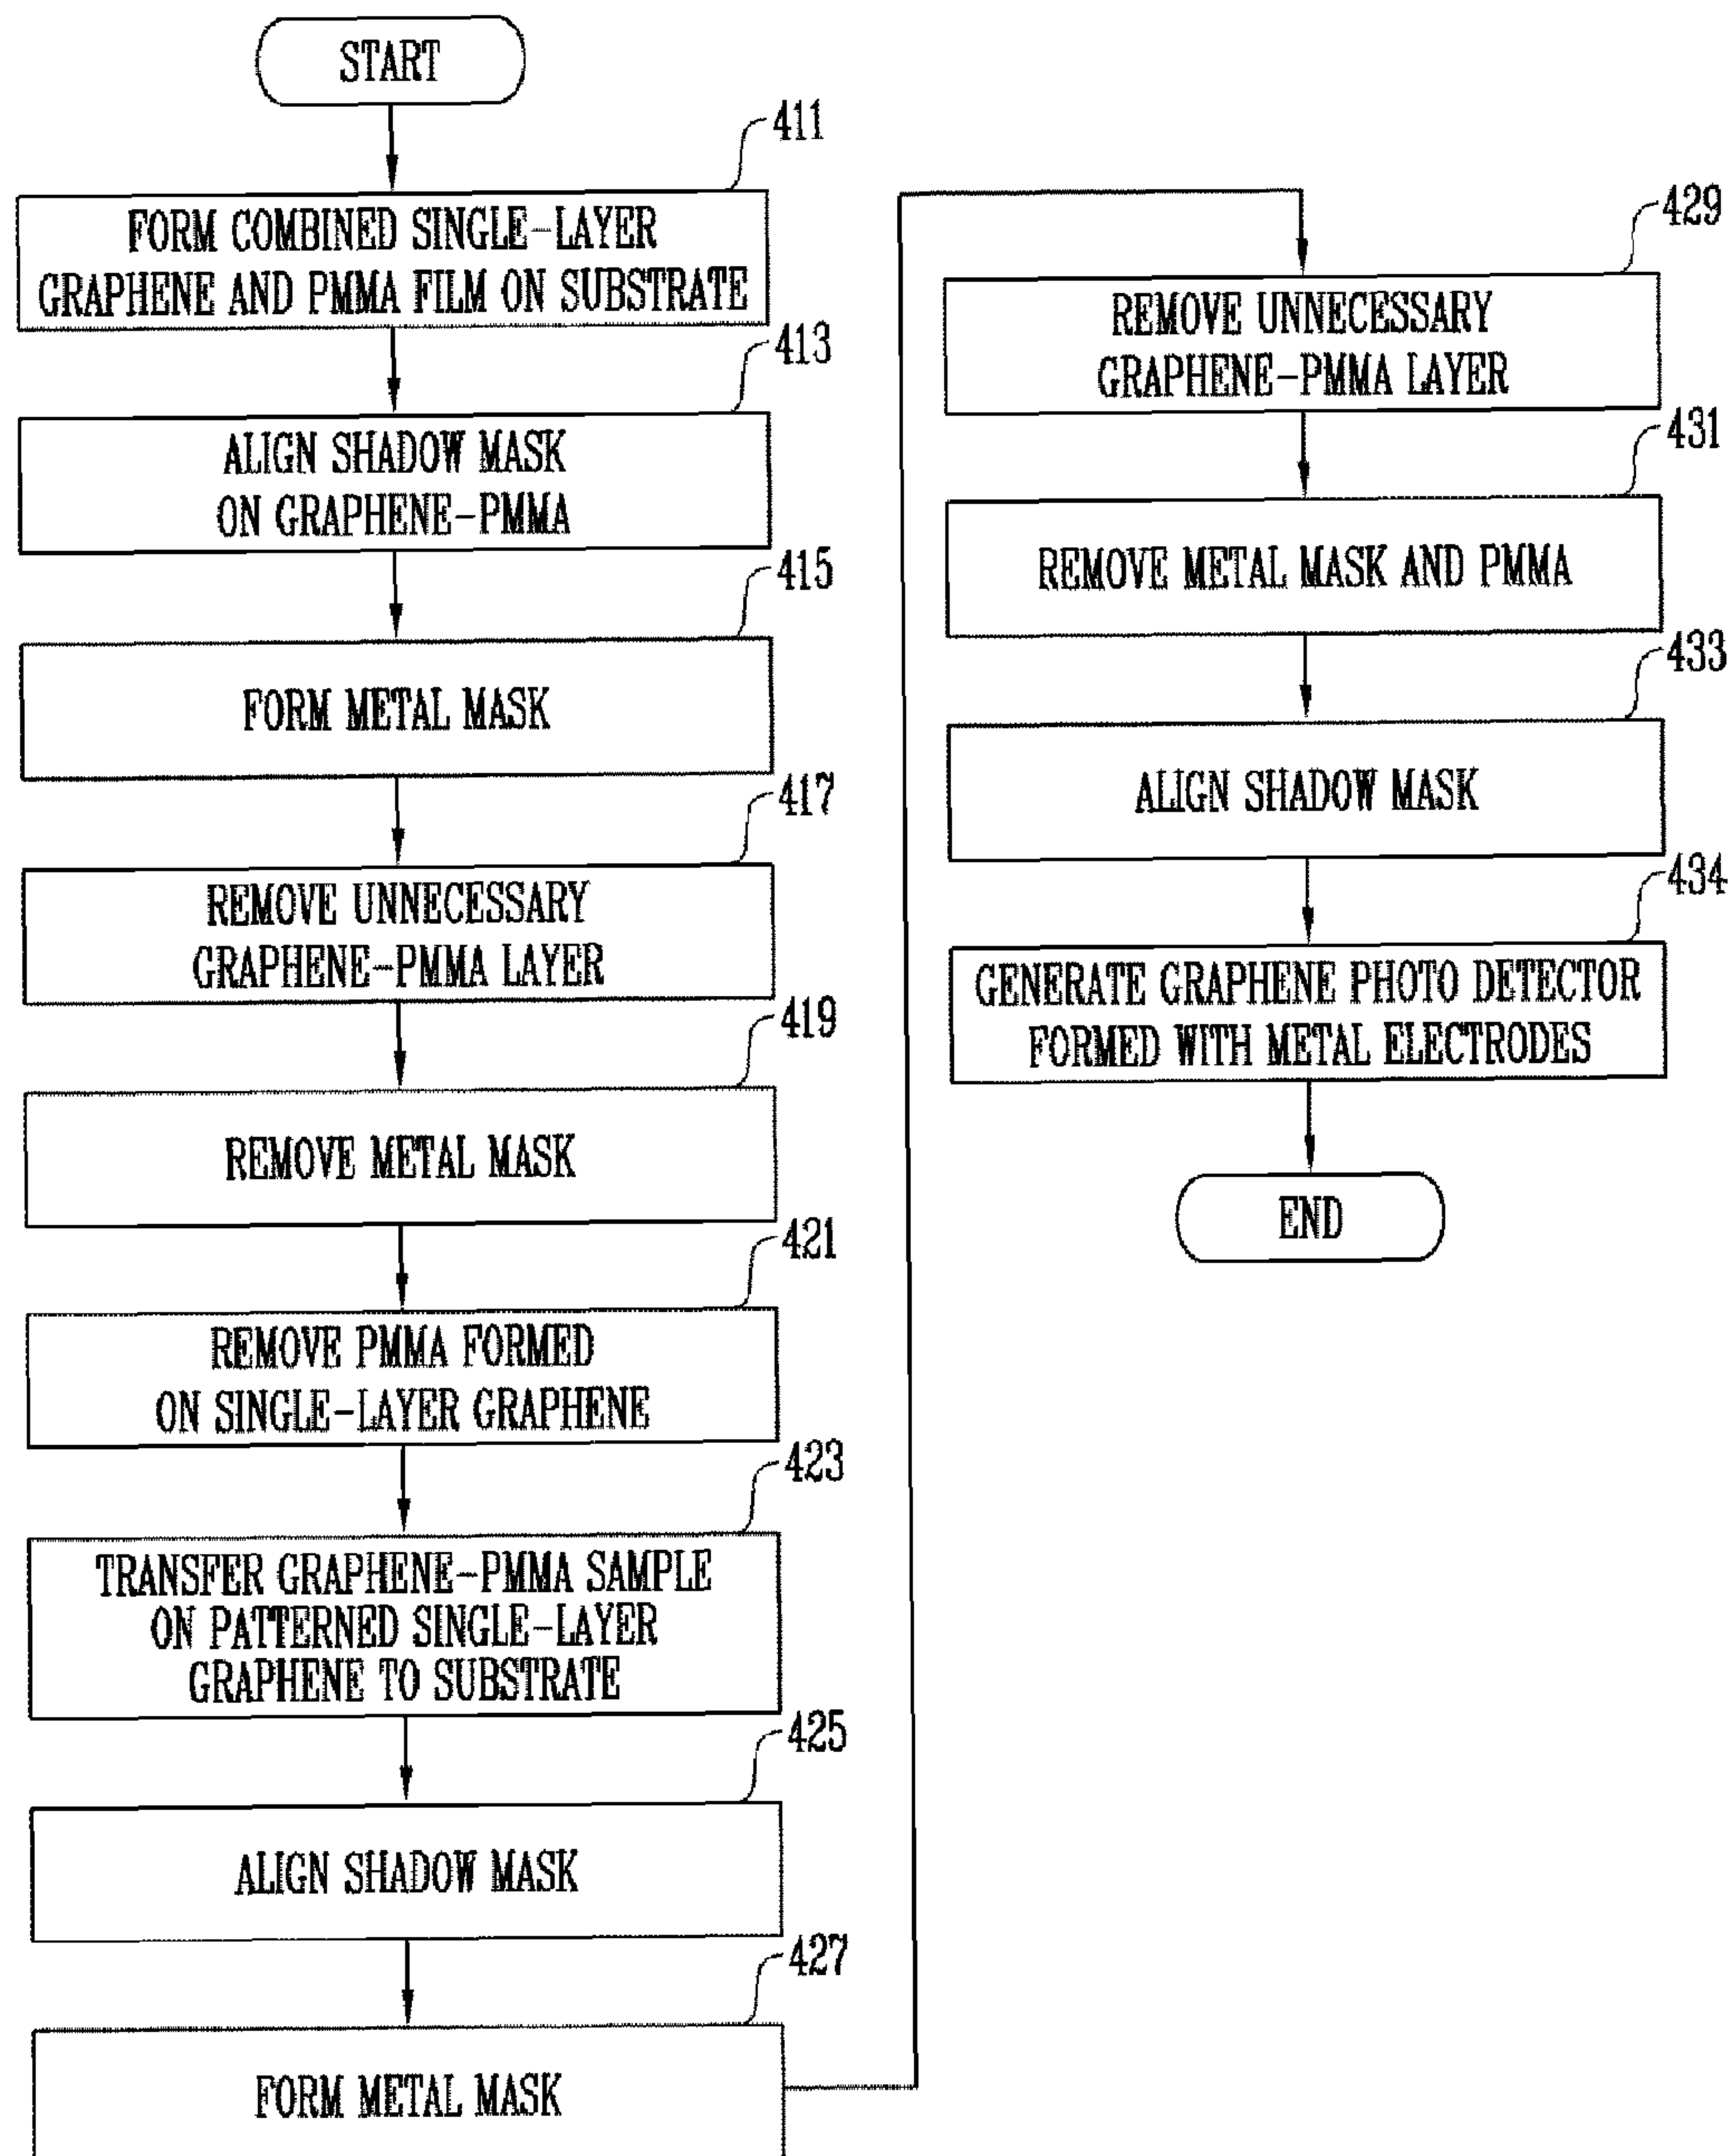 START
411
FORM COMBINED SINGLE-LAYER
GRAPHENE AND PMMA FILM ON SUBSTRATE
413
ALIGN SHADOW MASK
ON GRAPHENE-PMMA
415
FORM METAL MASK
417
REMOVE UNNECESSARY
GRAPHENE-PMMA LAYER
419
REMOVE METAL MASK
421
REMOVE PMMA FORMED
ON SINGLE-LAYER GRAPHENE
423
TRANSFER GRAPHENE-PMMA SAMPLE
ON PATTERNED SINGLE-LAYER
GRAPHENE TO SUBSTRATE
425
ALIGN SHADOW MASK
427
FORM METAL MASK
429
REMOVE UNNECESSARY
GRAPHENE-PMMA LAYER
431
REMOVE METAL MASK AND PMMA
433
ALIGN SHADOW MASK
434
GENERATE GRAPHENE PHOTO DETECTOR
FORMED WITH METAL ELECTRODES
END